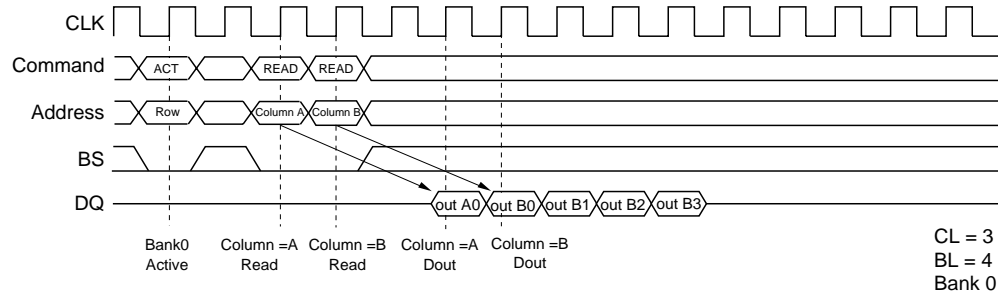 CLK
Command ACT READ READ
Address Row Column A Column B
BS
DQ out A0 out B0 out B1 out B2 out B3
Bank0 Column =A Column =B Column =A Column =B
Active Read Read Dout Dout
CL = 3
BL = 4
Bank 0